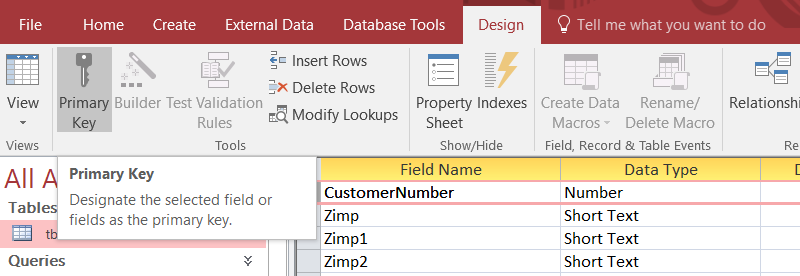 File Home Create External Data Database Tools Design Tell me what you want to do
View Primary Key Builder Test Validation Rules Insert Rows Delete Rows Modify Lookups Property Sheet Indexes Create Data Macros Rename/ Delete Macro Relationsh
Views Tools Show/Hide Field, Record & Table Events Re
Primary Key
Designate the selected field or
fields as the primary key.
All A
Tables
tb
Queries
Field Name Data Type D
CustomerNumber Number
Zimp Short Text
Zimp1 Short Text
Zimp2 Short Text